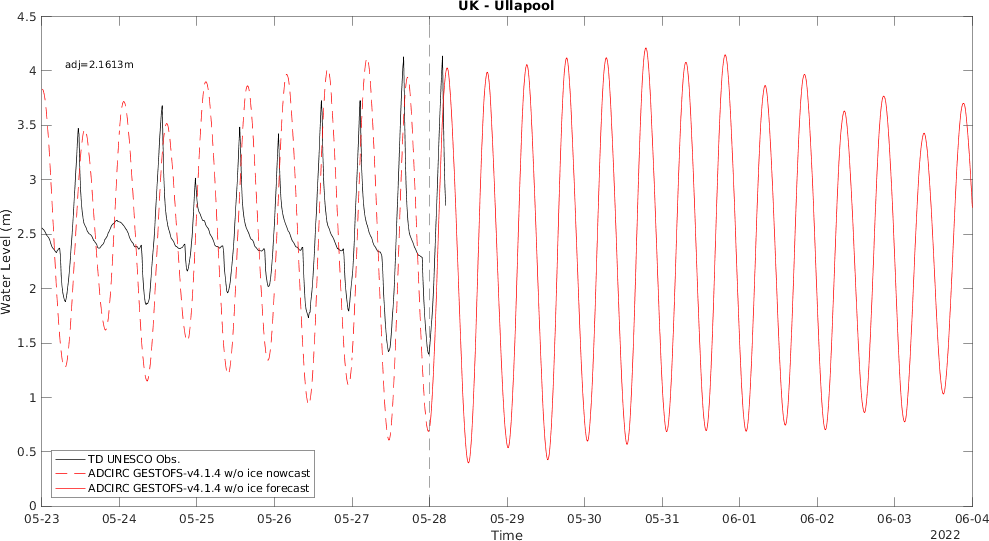 UK - Ullapool
4.5
4
3.5
3
2.5
2
1.5
1
0.5
0
Water Level (m)
adj=2.1613m
TD UNESCO Obs.
ADCIRC GESTOFS-v4.1.4 w/o ice nowcast
ADCIRC GESTOFS-v4.1.4 w/o ice forecast
05-23 05-24 05-25 05-26 05-27 05-28 05-29 05-30 05-31 06-01 06-02 06-03 06-04
Time
2022